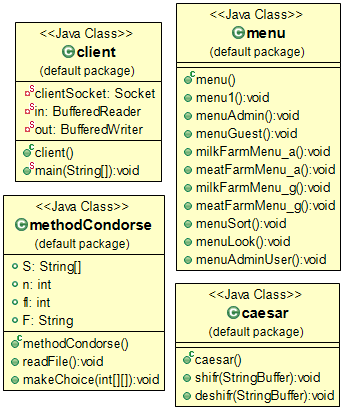 <<Java Class>>
client
(default package)
clientSocket: Socket
in: BufferedReader
out: BufferedWriter
client()
main(String[]):void
<<Java Class>>
methodCondorse
(default package)
S: String[]
n: int
fl: int
F: String
methodCondorse()
readFile():void
makeChoice(int[][]):void
<<Java Class>>
menu
(default package)
menu()
menu1():void
menuAdmin():void
menuGuest():void
milkFarmMenu_a():void
meatFarmMenu_a():void
milkFarmMenu_g():void
meatFarmMenu_g():void
menuSort():void
menuLook():void
menuAdminUser():void
<<Java Class>>
caesar
(default package)
caesar()
shifr(StringBuffer):void
deshifr(StringBuffer):void